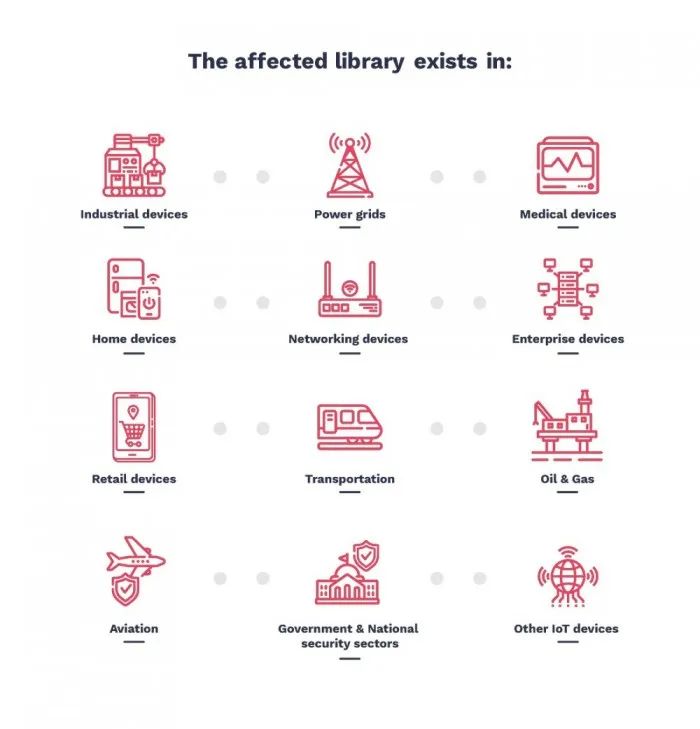 The affected library exists in:
Industrial devices
Power grids
Medical devices
Home devices
Networking devices
Enterprise devices
Retail devices
Transportation
Oil & Gas
Aviation
Government & National
security sectors
Other IoT devices